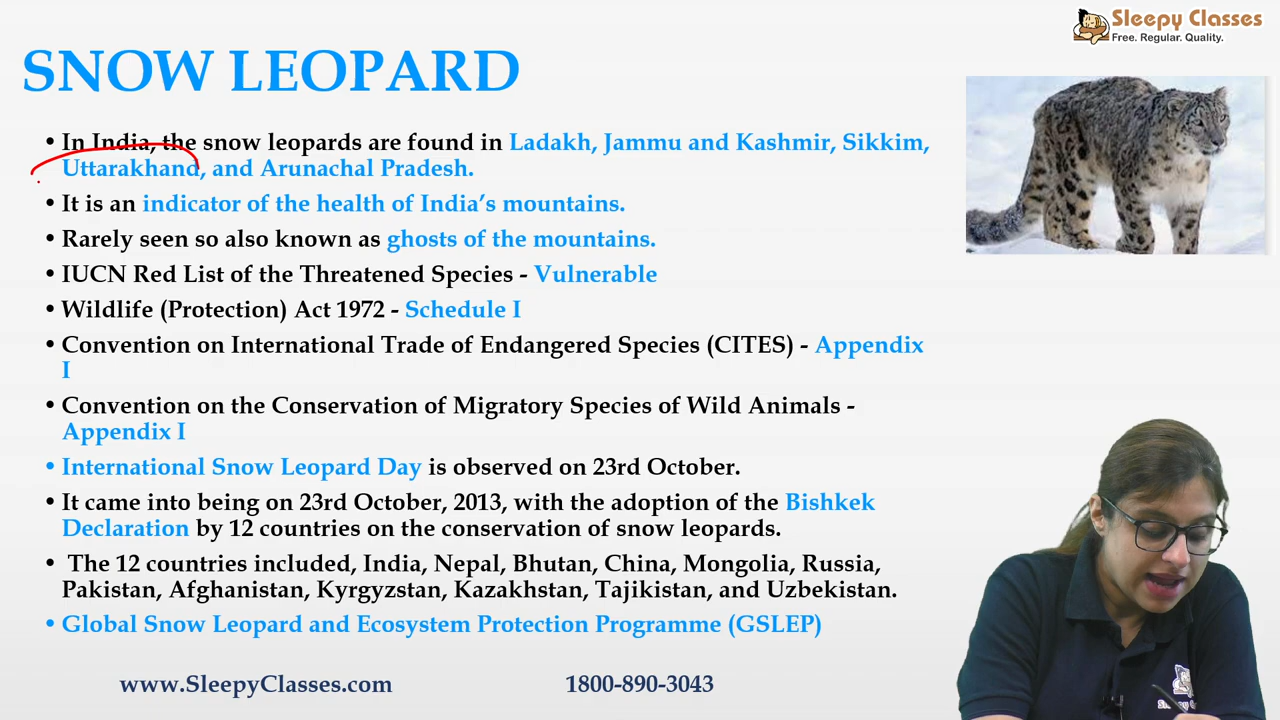 Sleepy Classes
Free. Regular. Quality.
SNOW LEOPARD
• In India, the snow leopards are found in Ladakh, Jammu and Kashmir, Sikkim,
Uttarakhand, and Arunachal Pradesh.
• It is an indicator of the health of India’s mountains.
• Rarely seen so also known as ghosts of the mountains.
• IUCN Red List of the Threatened Species - Vulnerable
• Wildlife (Protection) Act 1972 - Schedule I
• Convention on International Trade of Endangered Species (CITES) - Appendix
I
• Convention on the Conservation of Migratory Species of Wild Animals -
Appendix I
• International Snow Leopard Day is observed on 23rd October.
• It came into being on 23rd October, 2013, with the adoption of the Bishkek
Declaration by 12 countries on the conservation of snow leopards.
• The 12 countries included, India, Nepal, Bhutan, China, Mongolia, Russia,
Pakistan, Afghanistan, Kyrgyzstan, Kazakhstan, Tajikistan, and Uzbekistan.
• Global Snow Leopard and Ecosystem Protection Programme (GSLEP)
www.SleepyClasses.com
1800-890-3043